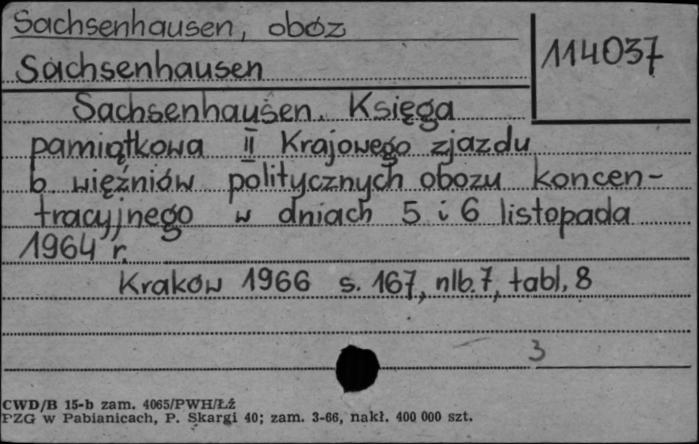 Sachsenhausen, obóz
114037
Sachsenhausen
Sachsenhausen. Księga
pamiątkowa II Krajowego zjazdu
b więźniów politycznych obozu koncen-
tracyjnego w dniach 5 i 6 listopada
1964 r.
Kraków 1966 s. 167, nlb. 7, tabl. 8
3
CWD/B 15-b zam. 4065/PWH/Łź
PZG w Pabianicach, P. Skargi 40; zam. 3-66, nakł. 400 000 szt.